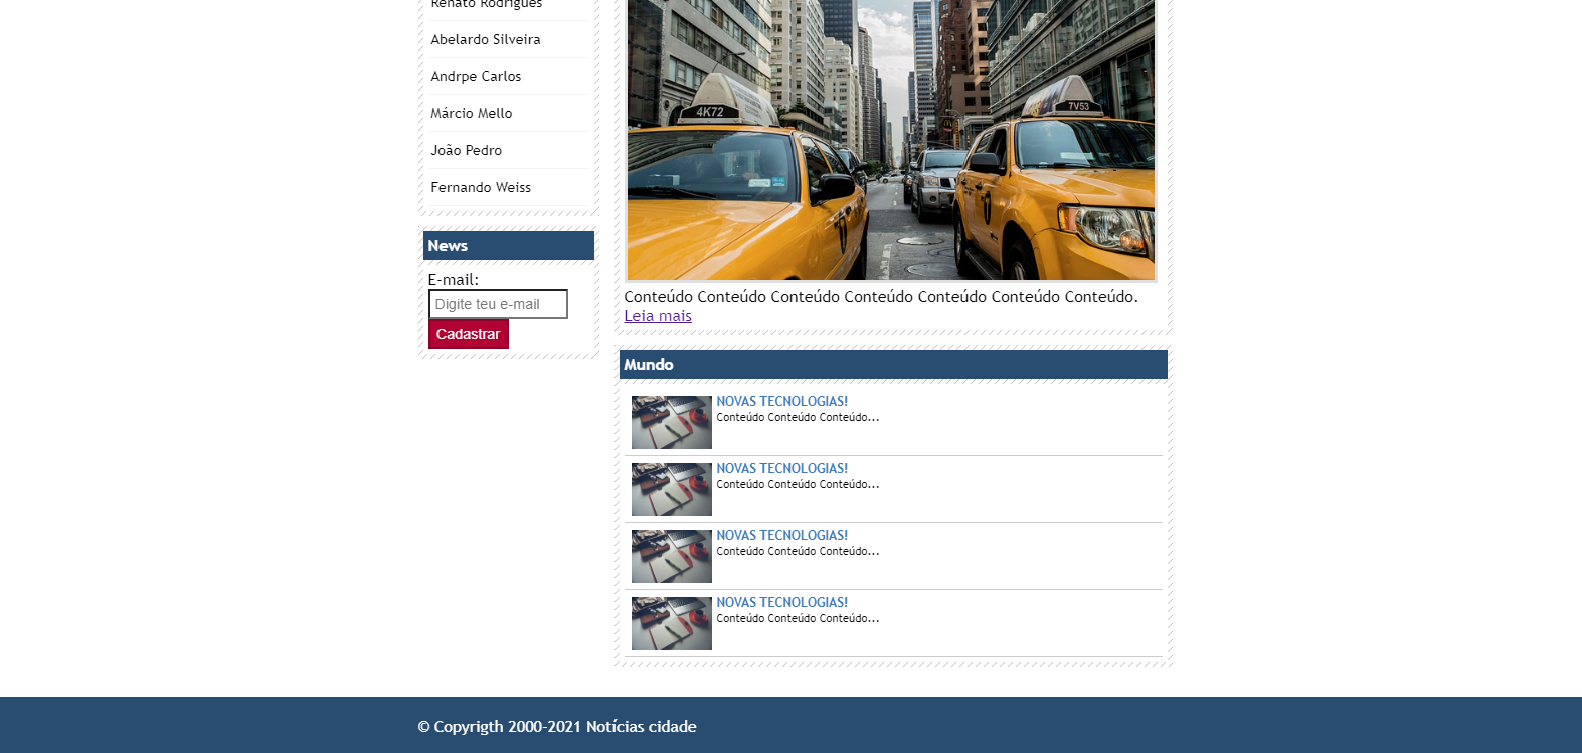 Renato Rodrigues
Abelardo Silveira
Andrpe Carlos
Márcio Mello
João Pedro
Fernando Weiss
News
E-mail:
Digite teu e-mail
Cadastrar
4K72
7V53
Conteúdo Conteúdo Conteúdo Conteúdo Conteúdo Conteúdo Conteúdo.
Leia mais
Mundo
NOVAS TECNOLOGIAS!
Conteúdo Conteúdo Conteúdo...
NOVAS TECNOLOGIAS!
Conteúdo Conteúdo Conteúdo...
NOVAS TECNOLOGIAS!
Conteúdo Conteúdo Conteúdo...
NOVAS TECNOLOGIAS!
Conteúdo Conteúdo Conteúdo...
© Copyrigth 2000-2021 Notícias cidade